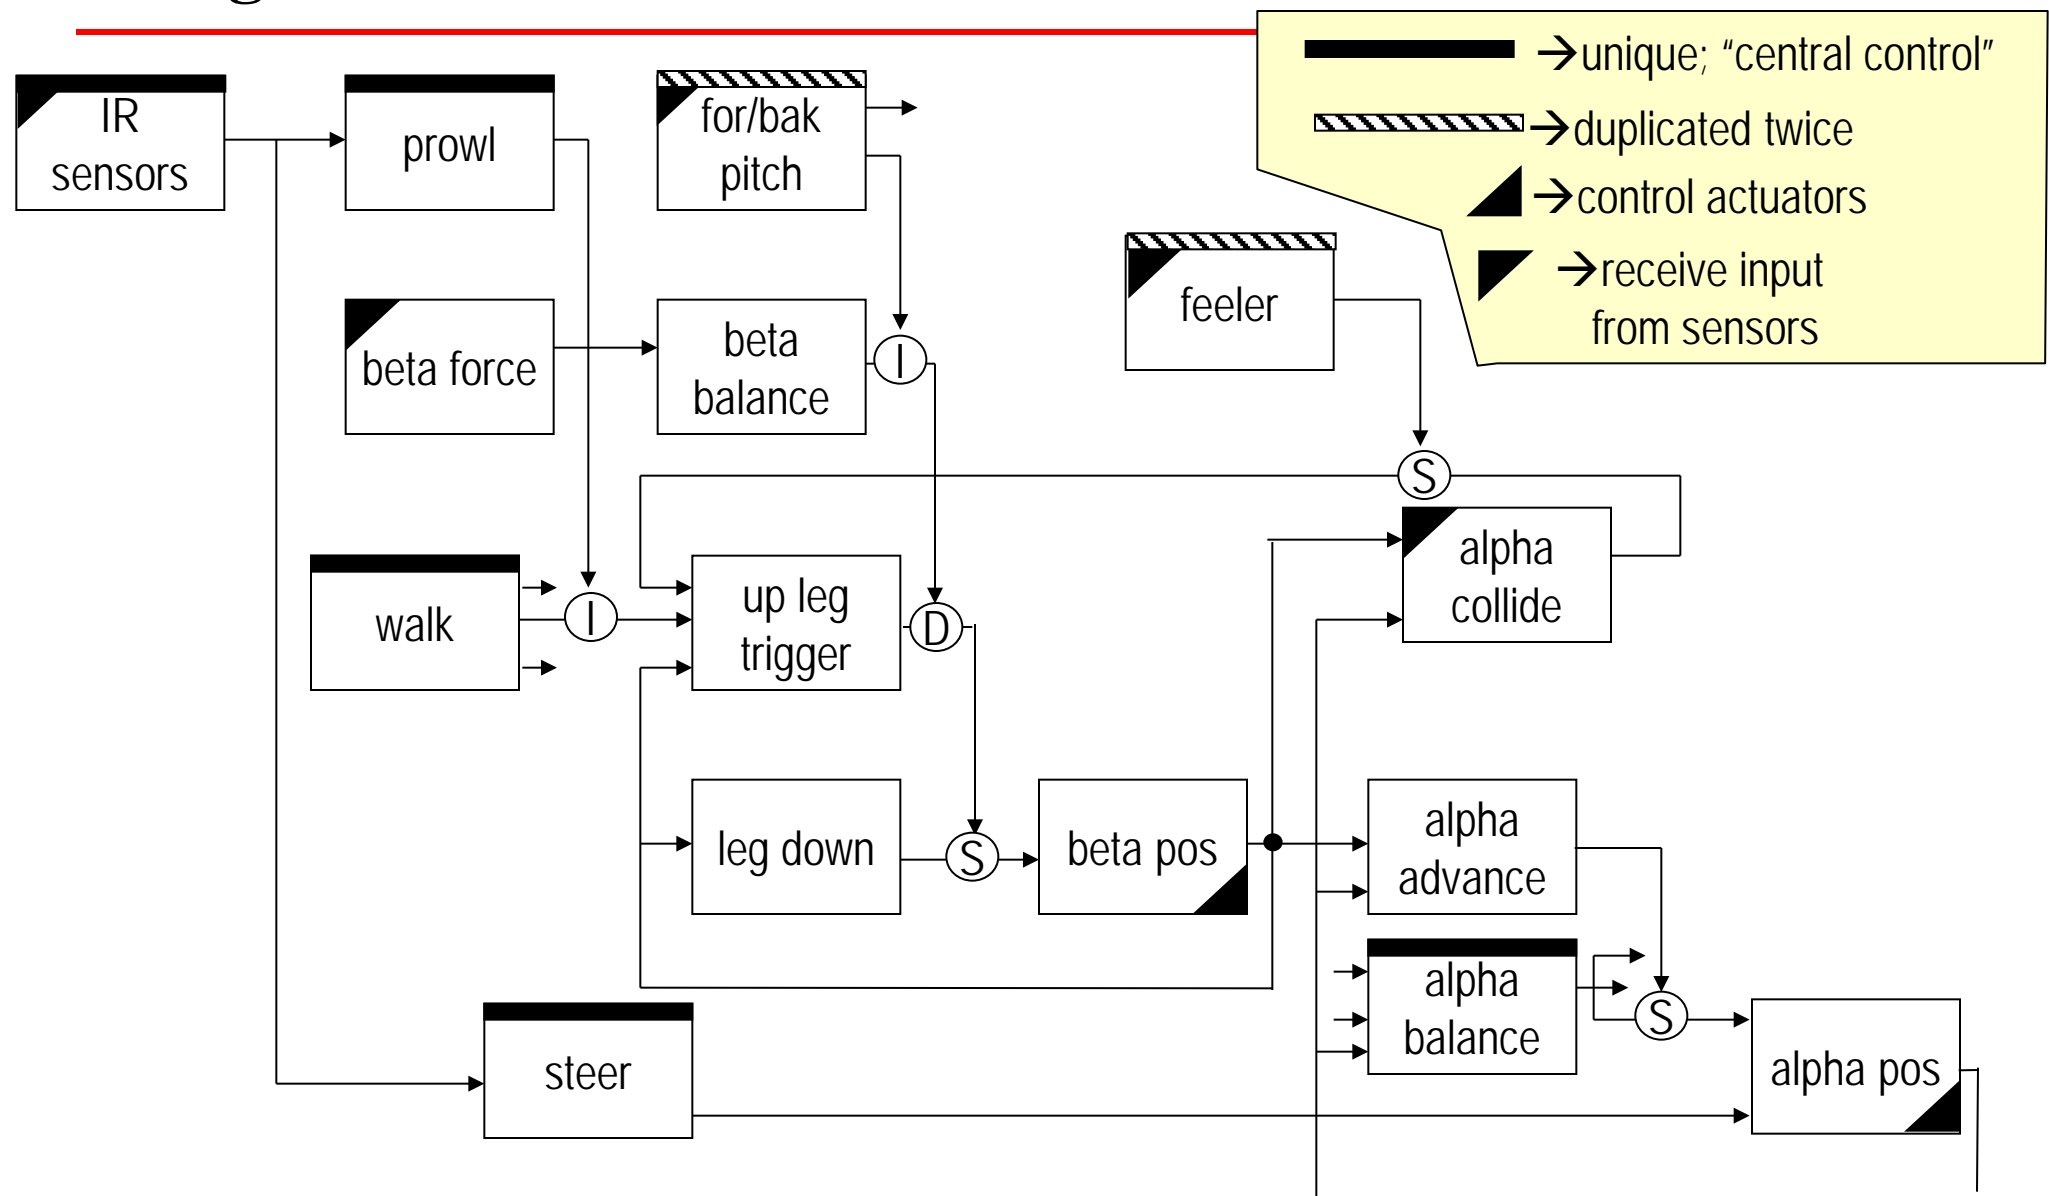 →unique; “central control”
→duplicated twice
→control actuators
→receive input
from sensors
IR
sensors
prowl
for/bak
pitch
feeler
beta force
beta
balance
I
S
alpha
collide
walk
I
up leg
trigger
D
leg down
S
beta pos
alpha
advance
alpha
balance
S
steer
alpha pos